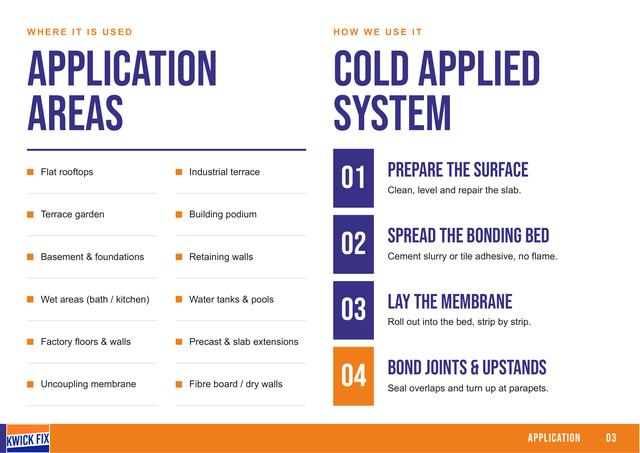 WHERE IT IS USED
APPLICATION
AREAS
Flat rooftops
Industrial terrace
Terrace garden
Building podium
Basement & foundations
Retaining walls
Wet areas (bath / kitchen)
Water tanks & pools
Factory floors & walls
Precast & slab extensions
Uncoupling membrane
Fibre board / dry walls
HOW WE USE IT
COLD APPLIED
SYSTEM
01
PREPARE THE SURFACE
Clean, level and repair the slab.
02
SPREAD THE BONDING BED
Cement slurry or tile adhesive, no flame.
03
LAY THE MEMBRANE
Roll out into the bed, strip by strip.
04
BOND JOINTS & UPSTANDS
Seal overlaps and turn up at parapets.
KWICK FIX
APPLICATION 03